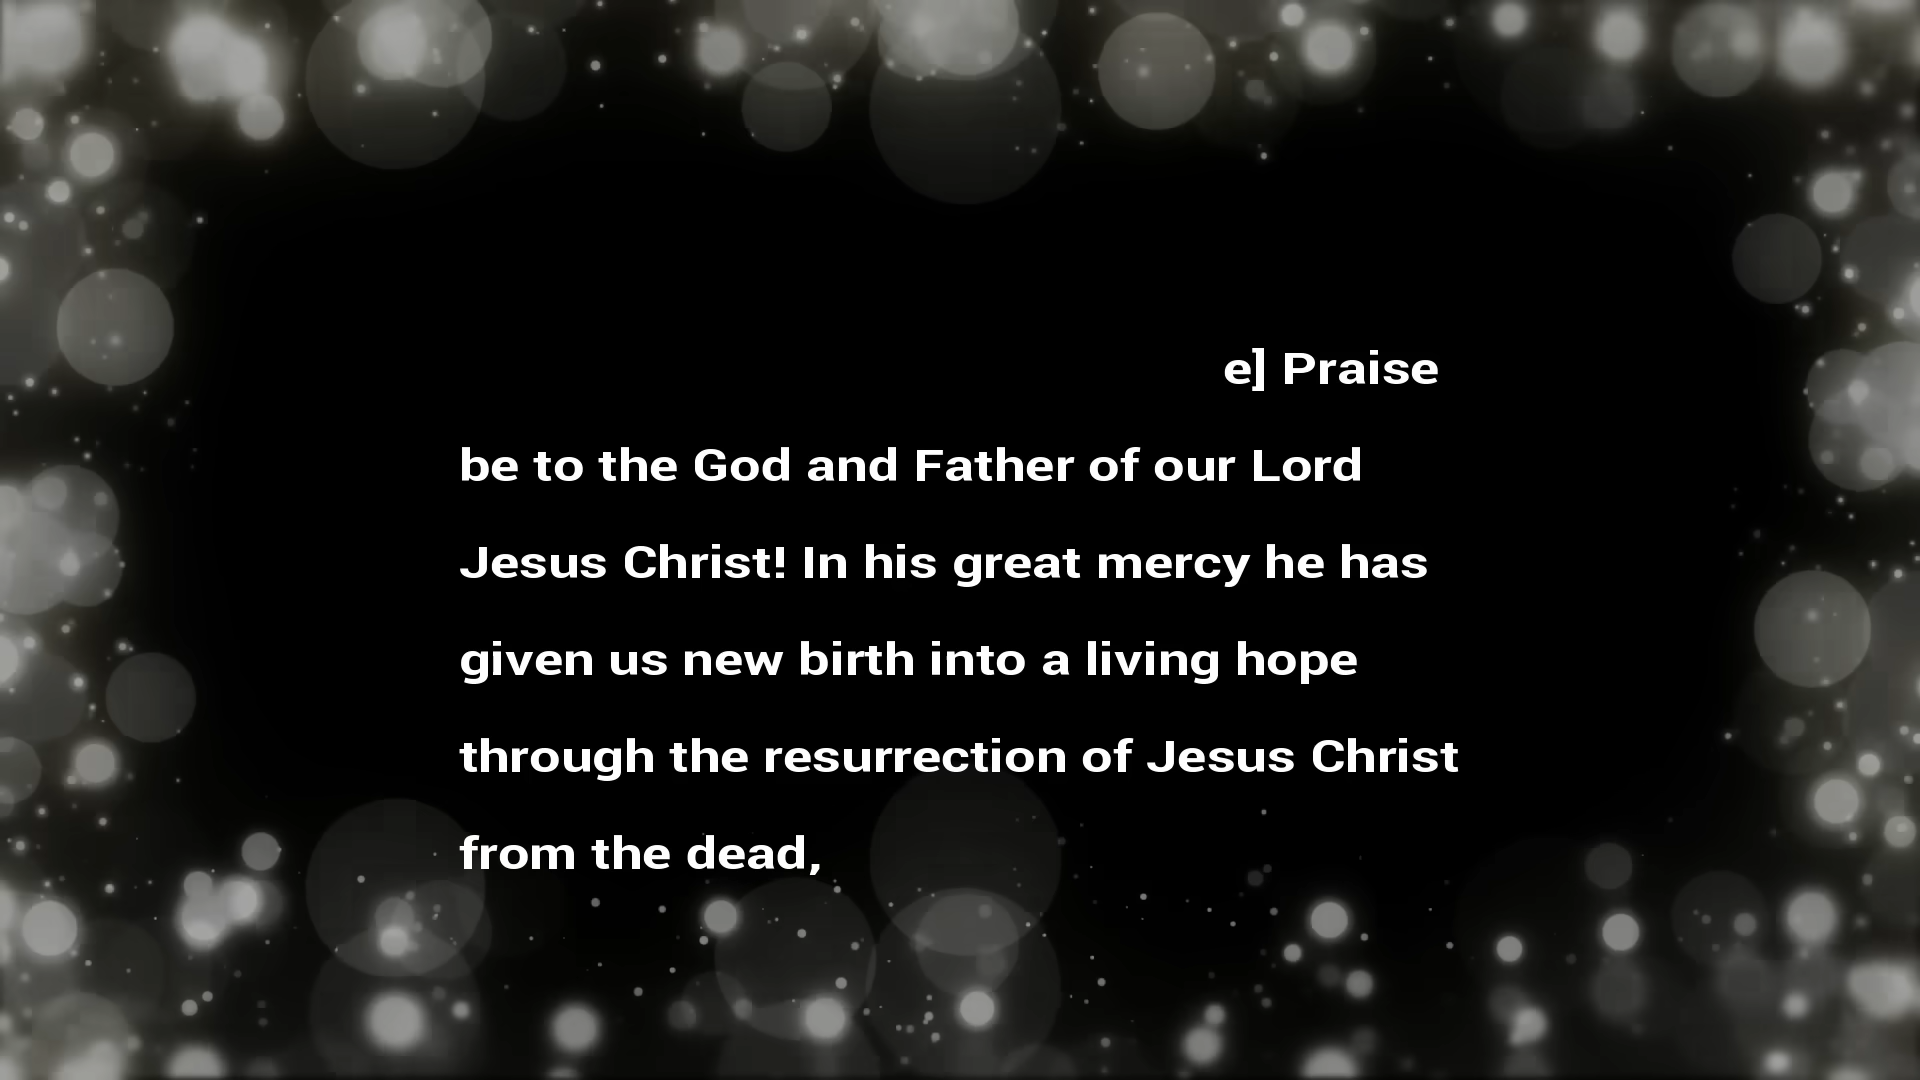 e] Praise
be to the God and Father of our Lord
Jesus Christ! In his great mercy he has
given us new birth into a living hope
through the resurrection of Jesus Christ
from the dead,